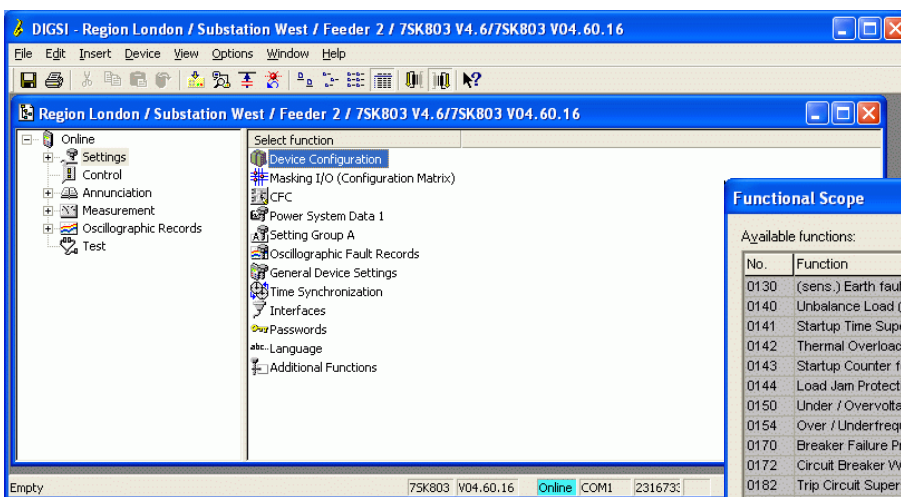 DIGSI - Region London / Substation West / Feeder 2 / 7SK803 V4.6/7SK803 V04.60.16
File Edit Insert Device View Options Window Help
Region London / Substation West / Feeder 2 / 7SK803 V4.6/7SK803 V04.60.16
Online
Settings
Control
Annunciation
Measurement
Oscillographic Records
Test
Select function
Device Configuration
Masking I/O (Configuration Matrix)
CFC
Power System Data 1
Setting Group A
Oscillographic Fault Records
General Device Settings
Time Synchronization
Interfaces
Passwords
abc.. Language
Additional Functions
Functional Scope
Available functions:
No. Function
0130 (sens.) Earth faul
0140 Unbalance Load (
0141 Startup Time Supe
0142 Thermal Overload
0143 Startup Counter f
0144 Load Jam Protect
0150 Under / Overvolta
0154 Over / Underfrequ
0170 Breaker Failure Pr
0172 Circuit Breaker W
0182 Trip Circuit Super
Empty 7SK803 V04.60.16 Online COM1